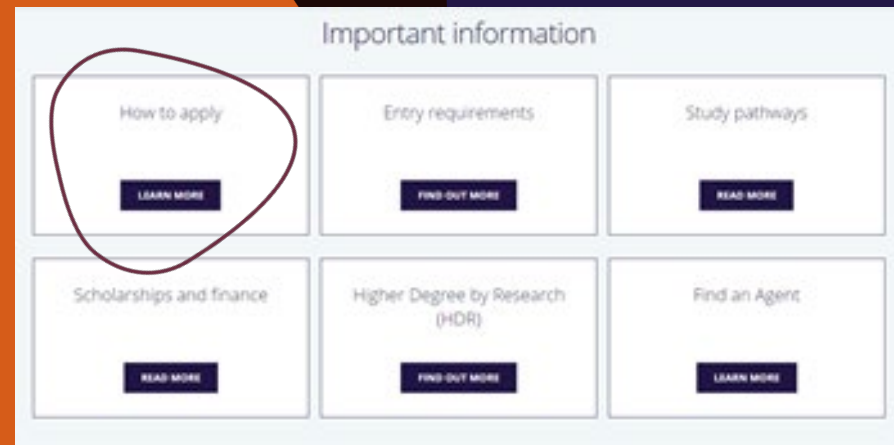 Important information
How to apply
LEARN MORE
Entry requirements
FIND OUT MORE
Study pathways
READ MORE
Scholarships and finance
READ MORE
Higher Degree by Research
(HDR)
FIND OUT MORE
Find an Agent
LEARN MORE